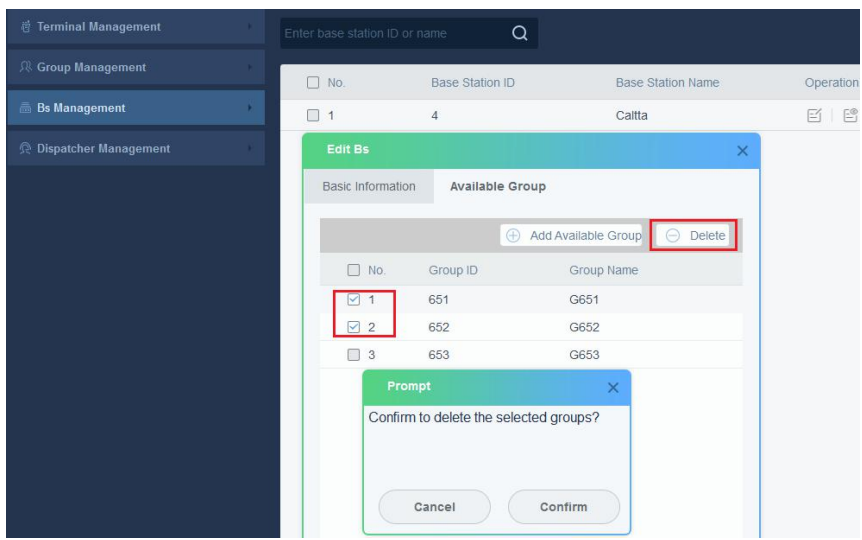 Terminal Management
Group Management
Bs Management
Dispatcher Management
Enter base station ID or name
No. Base Station ID Base Station Name Operation
1 4 Caltta
Edit Bs
Basic Information Available Group
Add Available Group Delete
No. Group ID Group Name
1 651 G651
2 652 G652
3 653 G653
Prompt
Confirm to delete the selected groups?
Cancel Confirm